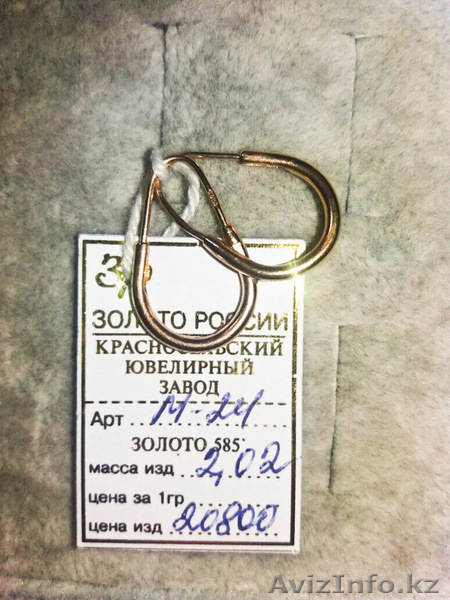 ЗОЛОТО РОССИИ
КРАСНОСЕЛЬСКИЙ
ЮВЕЛИРНЫЙ
ЗАВОД
Арт М-24
ЗОЛОТО 585°
масса изд 2,02
цена за 1гр
цена изд 20800
AvizInfo.kz